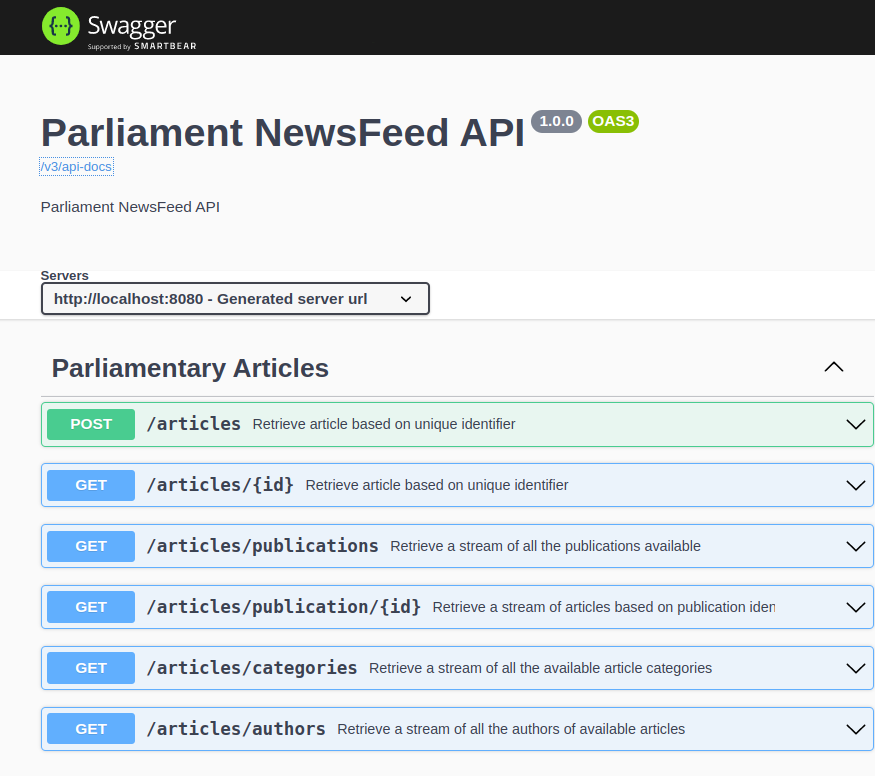 Swagger
Supported by SMARTBEAR
Parliament NewsFeed API 1.0.0 OAS3
/v3/api-docs
Parliament NewsFeed API
Servers
http://localhost:8080 - Generated server url
Parliamentary Articles
POST /articles Retrieve article based on unique identifier
GET /articles/{id} Retrieve article based on unique identifier
GET /articles/publications Retrieve a stream of all the publications available
GET /articles/publication/{id} Retrieve a stream of articles based on publication iden
GET /articles/categories Retrieve a stream of all the available article categories
GET /articles/authors Retrieve a stream of all the authors of available articles